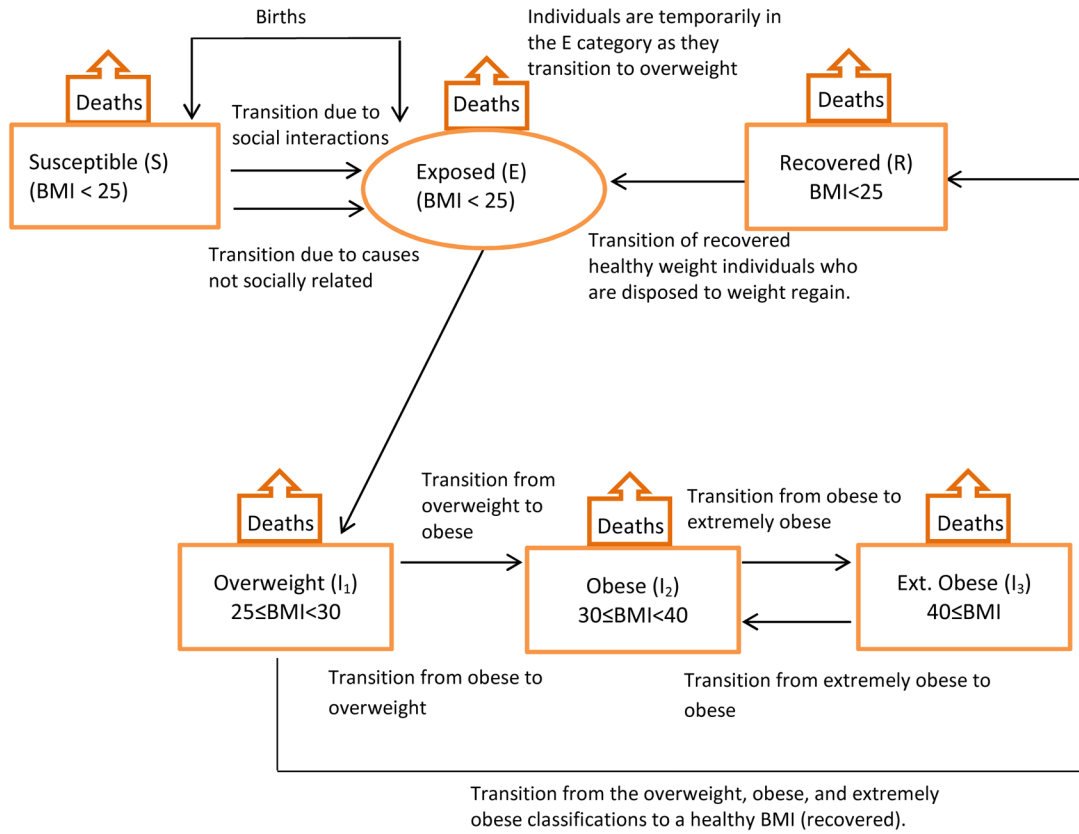 Births
Individuals are temporarily in
the E category as they
transition to overweight
Deaths
Deaths
Deaths
Transition due to
social interactions
Susceptible (S)
(BMI < 25)
Exposed (E)
(BMI < 25)
Recovered (R)
BMI<25
Transition due to causes
not socially related
Transition of recovered
healthy weight individuals who
are disposed to weight regain.
Transition from
overweight to
obese
Transition from obese to
extremely obese
Deaths
Deaths
Deaths
Overweight (I₁)
25≤BMI<30
Obese (I₂)
30≤BMI<40
Ext. Obese (I₃)
40≤BMI
Transition from obese to
overweight
Transition from extremely obese to
obese
Transition from the overweight, obese, and extremely
obese classifications to a healthy BMI (recovered).